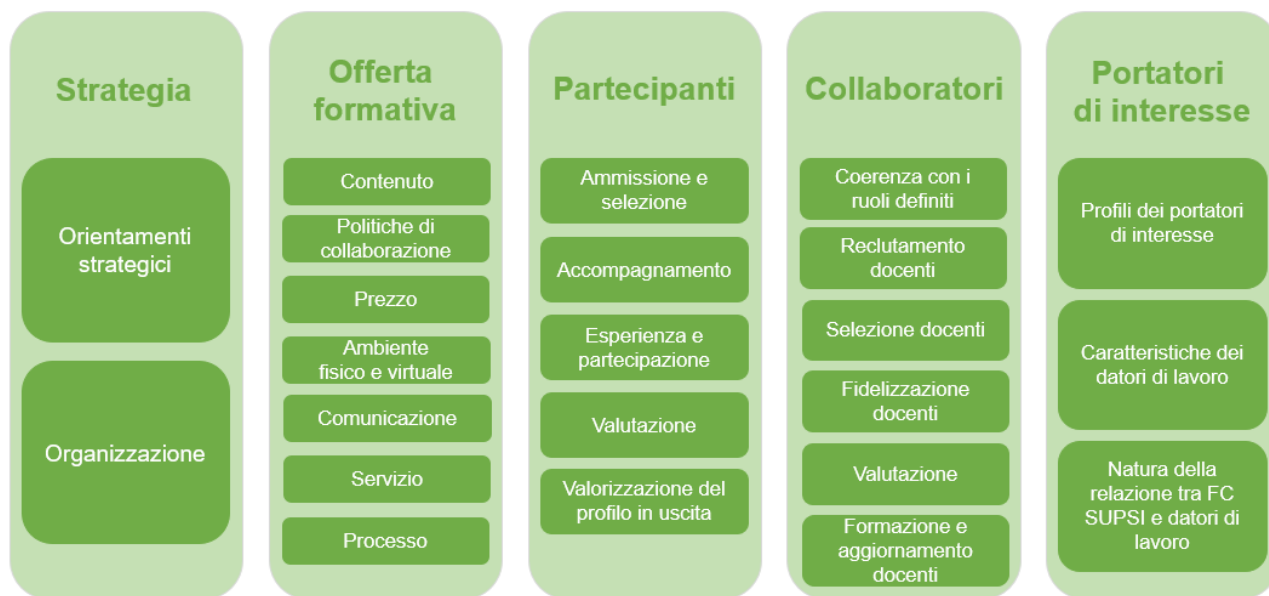 Strategia
Orientamenti
strategici
Organizzazione
Offerta
formativa
Contenuto
Politiche di
collaborazione
Prezzo
Ambiente
fisico e virtuale
Comunicazione
Servizio
Processo
Partecipanti
Ammissione e
selezione
Accompagnamento
Esperienza e
partecipazione
Valutazione
Valorizzazione del
profilo in uscita
Collaboratori
Coerenza con i
ruoli definiti
Reclutamento
docenti
Selezione docenti
Fidelizzazione
docenti
Valutazione
Formazione e
aggiornamento
docenti
Portatori
di interesse
Profili dei portatori
di interesse
Caratteristiche dei
datori di lavoro
Natura della
relazione tra FC
SUPSI e datori di
lavoro